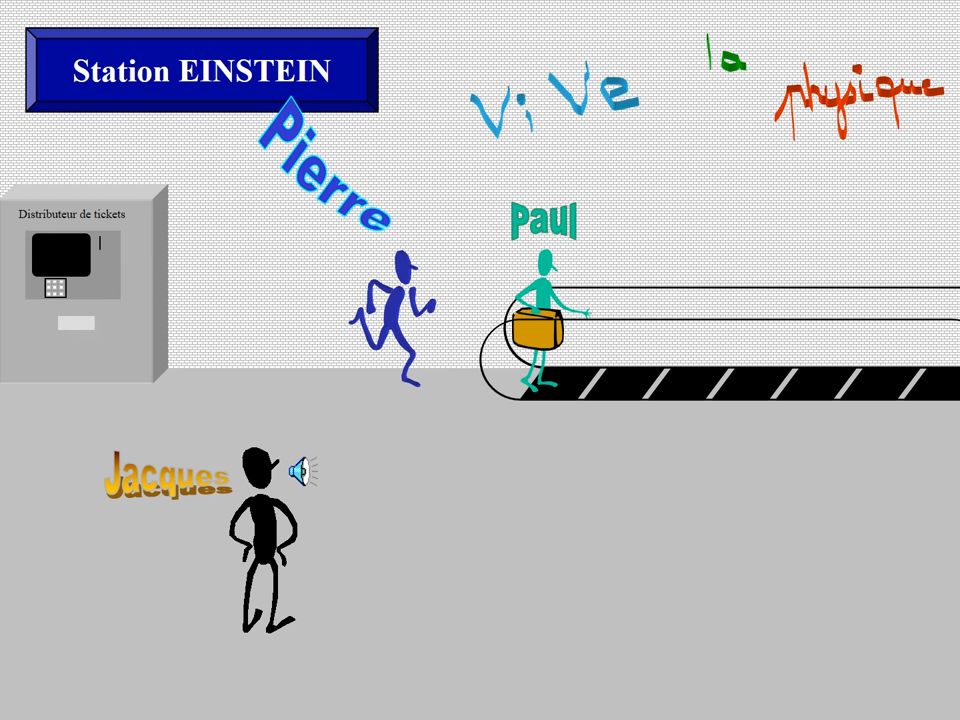 Station EINSTEIN
Vive la physique
Pierre
Paul
Distributeur de tickets
Jacques